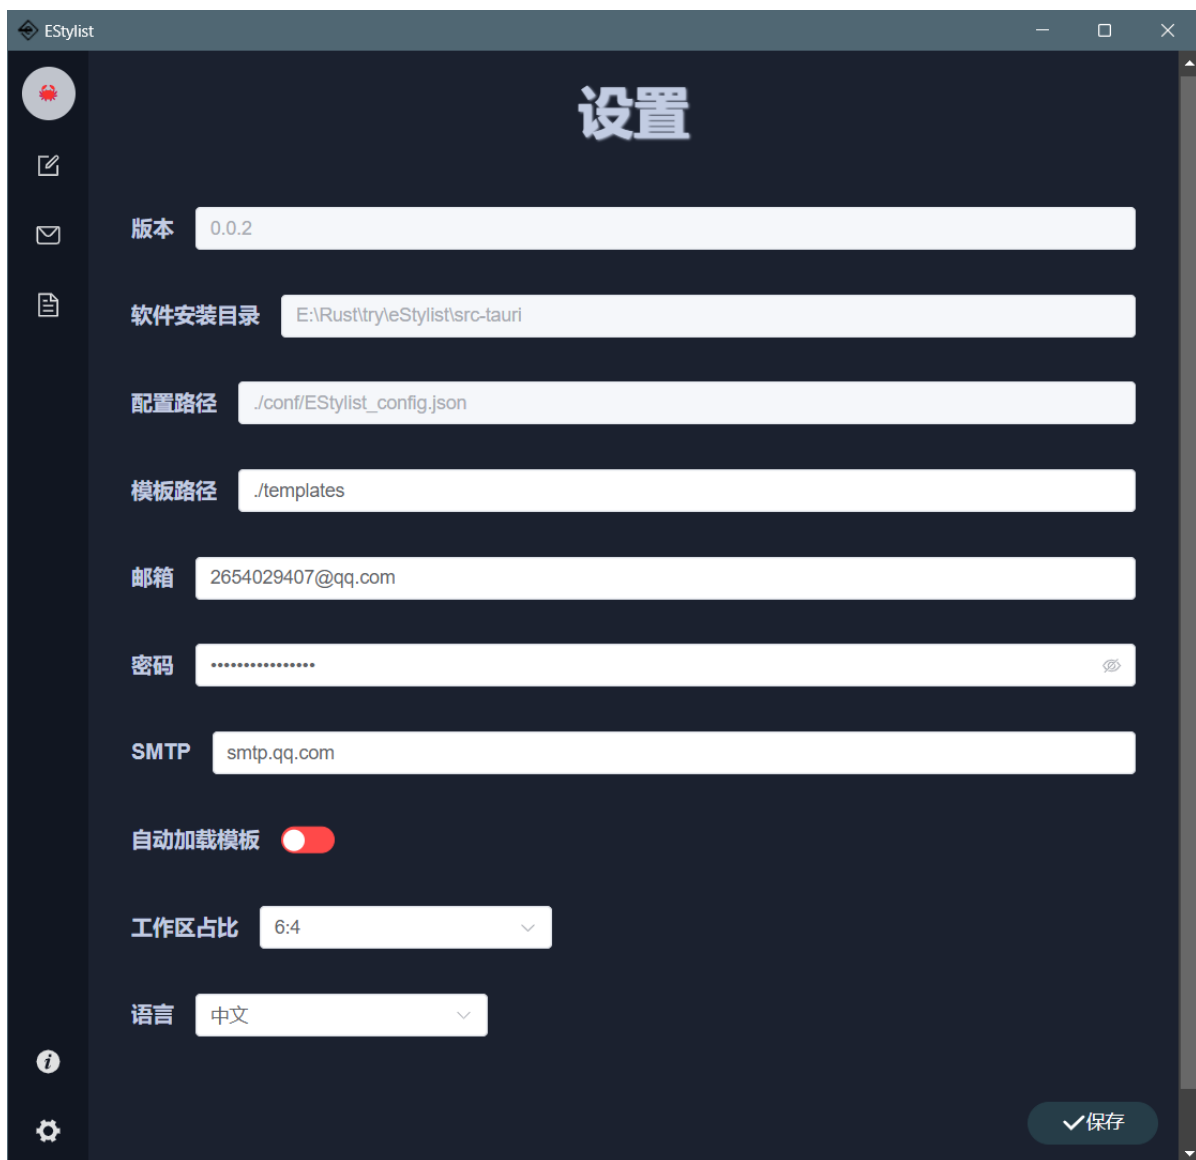 EStylist
设置
版本 0.0.2
软件安装目录 E:\Rust\try\eStylist\src-tauri
配置路径 ./conf/EStylist_config.json
模板路径 ./templates
邮箱 2654029407@qq.com
密码 ••••••••••••••••
SMTP smtp.qq.com
自动加载模板
工作区占比 6:4
语言 中文
保存